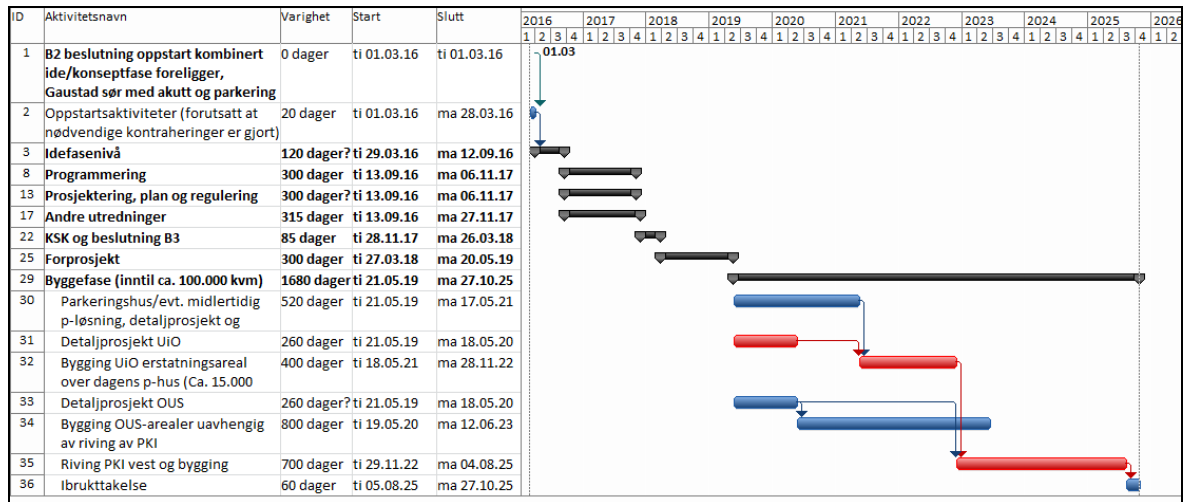 ID Aktivitetsnavn Varighet Start Slutt 2016 2017 2018 2019 2020 2021 2022 2023 2024 2025 2026
1 2 3 4 1 2 3 4 1 2 3 4 1 2 3 4 1 2 3 4 1 2 3 4 1 2 3 4 1 2 3 4 1 2 3 4 1 2 3 4 1 2
1 B2 beslutning oppstart kombinert 0 dager ti 01.03.16 ti 01.03.16 01.03
ide/konseptfase foreligger,
Gaustad sør med akutt og parkering
2 Oppstartsaktiviteter (forutsatt at 20 dager ti 01.03.16 ma 28.03.16
nødvendige kontraheringer er gjort)
3 Idefasenivå 120 dager? ti 29.03.16 ma 12.09.16
8 Programmering 300 dager ti 13.09.16 ma 06.11.17
13 Prosjektering, plan og regulering 300 dager? ti 13.09.16 ma 06.11.17
17 Andre utredninger 315 dager ti 13.09.16 ma 27.11.17
22 KSK og beslutning B3 85 dager ti 28.11.17 ma 26.03.18
25 Forprosjekt 300 dager ti 27.03.18 ma 20.05.19
29 Byggefase (inntil ca. 100.000 kvm) 1680 dager ti 21.05.19 ma 27.10.25
30 Parkeringshus/evt. midlertidig 520 dager ti 21.05.19 ma 17.05.21
p-løsning, detaljprosjekt og
31 Detaljprosjekt UiO 260 dager ti 21.05.19 ma 18.05.20
32 Bygging UiO erstatningsareal 400 dager ti 18.05.21 ma 28.11.22
over dagens p-hus (Ca. 15.000
33 Detaljprosjekt OUS 260 dager? ti 21.05.19 ma 18.05.20
34 Bygging OUS-arealer uavhengig 800 dager ti 19.05.20 ma 12.06.23
av riving av PKI
35 Riving PKI vest og bygging 700 dager ti 29.11.22 ma 04.08.25
36 Ibrukttakelse 60 dager ti 05.08.25 ma 27.10.25